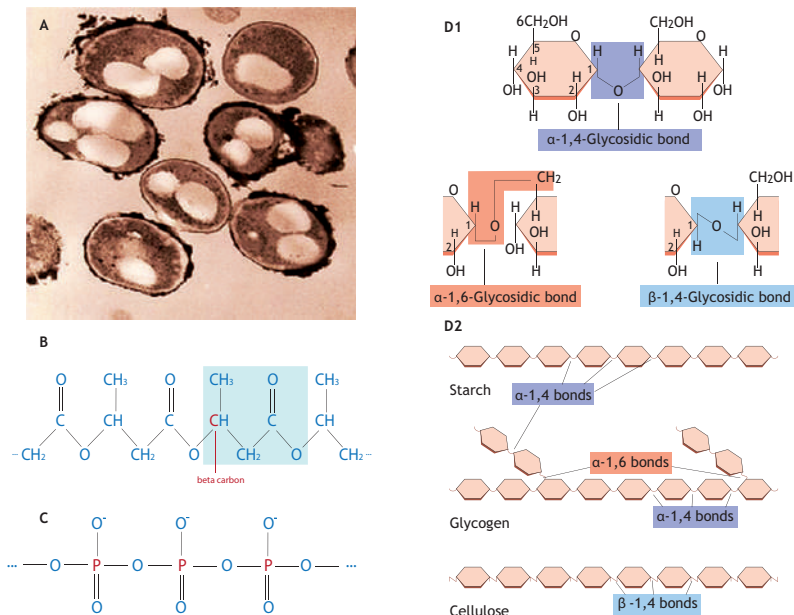 A
B
O
CH₃
O
CH₃
O
CH₃
C
CH
C
CH
C
CH
··· CH₂
O
CH₂
O
CH₂
O
CH₂ ···
beta carbon
C
O⁻
O⁻
O⁻
··· O
P
O
P
O
P
O ···
O
O
O
D1
6CH₂OH
CH₂OH
5
O
O
H
H
H
H
H
H
4
1
H
OH
H
OH
H
OH
3
2
O
OH
H
OH
H
OH
α-1,4-Glycosidic bond
O
CH₂
H
H
1
O
OH
H
OH
2
H
OH
H
α-1,6-Glycosidic bond
CH₂OH
O
H
H
1
O
H
OH
2
H
OH
H
β-1,4-Glycosidic bond
D2
Starch
α-1,4 bonds
α-1,6 bonds
Glycogen
α-1,4 bonds
Cellulose
β -1,4 bonds